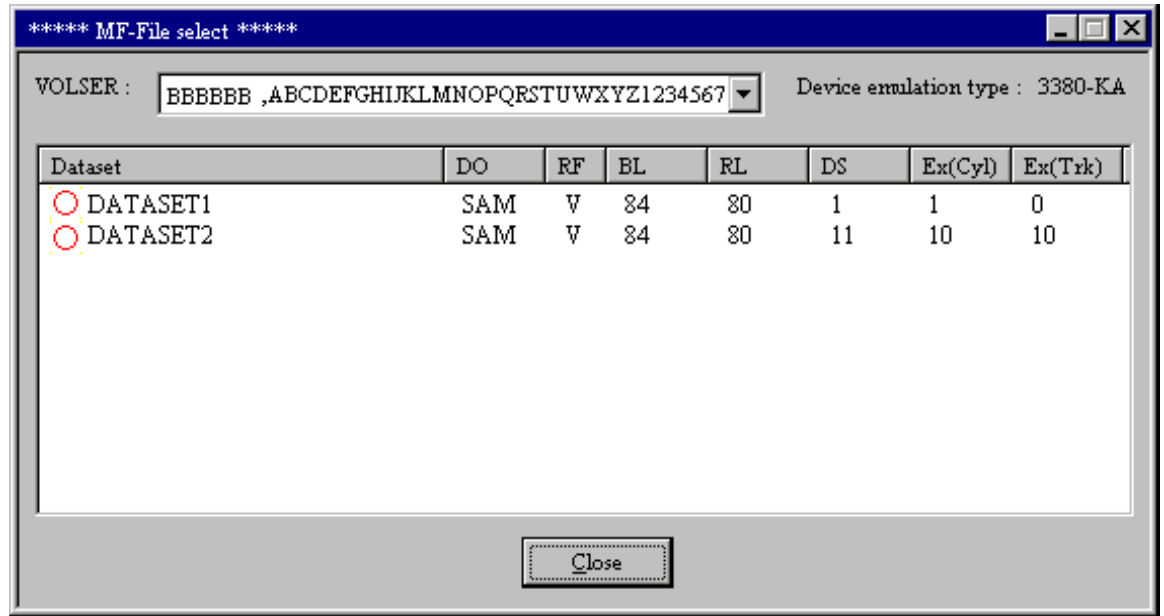 ***** MF-File select *****
VOLSER : BBBBBB ,ABCDEFGHIJKLMNOPQRSTUWXYZ1234567 Device emulation type : 3380-KA
Dataset DO RF BL RL DS Ex(Cyl) Ex(Trk)
DATASET1 SAM V 84 80 1 1 0
DATASET2 SAM V 84 80 11 10 10
Close